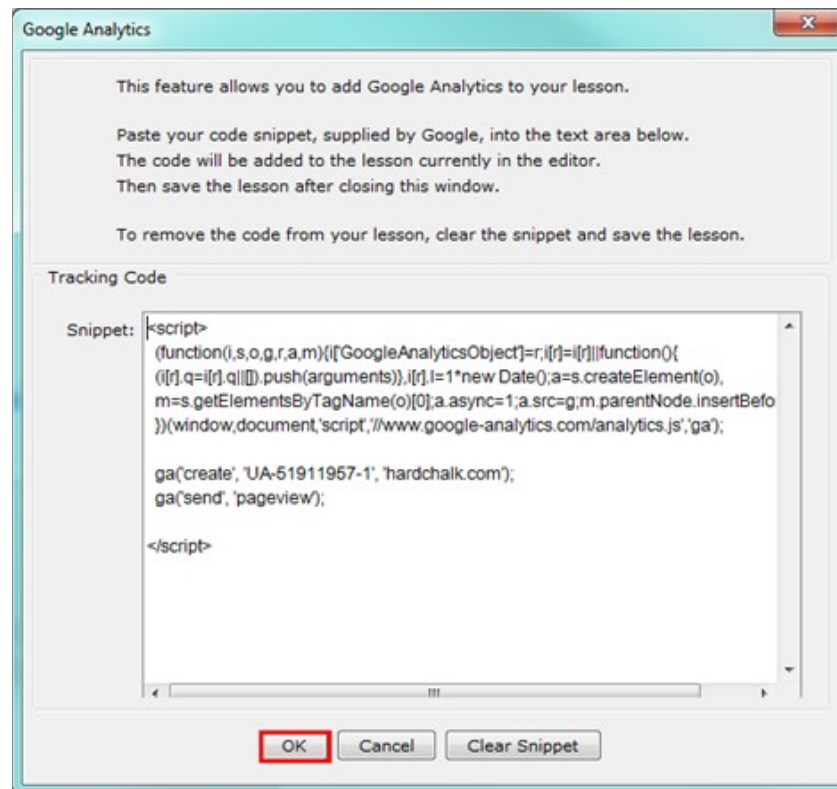 Google Analytics
This feature allows you to add Google Analytics to your lesson.
Paste your code snippet, supplied by Google, into the text area below.
The code will be added to the lesson currently in the editor.
Then save the lesson after closing this window.
To remove the code from your lesson, clear the snippet and save the lesson.
Tracking Code
Snippet:
<script>
(function(i,s,o,g,r,a,m){i['GoogleAnalyticsObject']=r;i[r]=i[r]||function(){
(i[r].q=i[r].q||[]).push(arguments)},i[r].l=1*new Date();a=s.createElement(o),
m=s.getElementsByTagName(o)[0];a.async=1;a.src=g;m.parentNode.insertBefo
})(window,document,'script','//www.google-analytics.com/analytics.js','ga');
ga('create', 'UA-51911957-1', 'hardchalk.com');
ga('send', 'pageview');
</script>
OK Cancel Clear Snippet